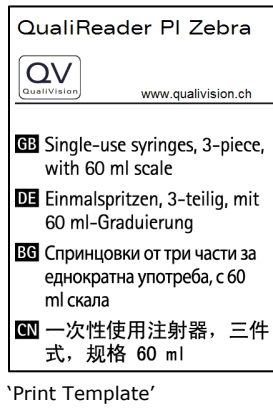 QualiReader PI Zebra
QV
QualiVision
www.qualivision.ch
GB Single-use syringes, 3-piece,
with 60 ml scale
DE Einmalspritzen, 3-teilig, mit
60 ml-Graduierung
BG Спринцовки от три части за
еднократна употреба, с 60
ml скала
CN 一次性使用注射器，三件
式，规格 60 ml
‘Print Template’